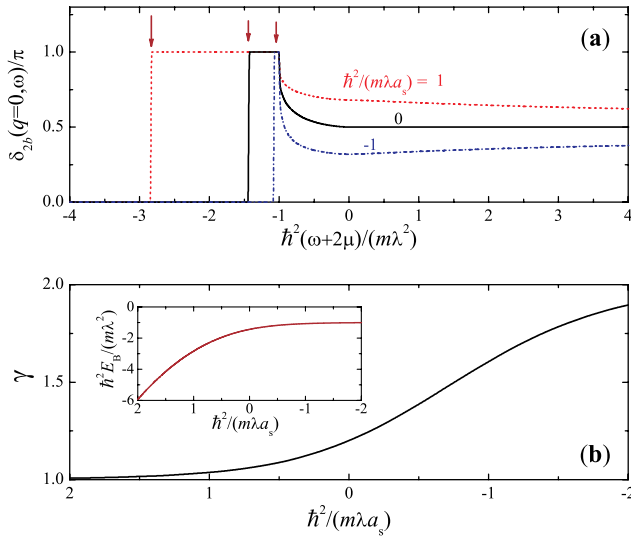 (a)
δ₂b(q=0,ω)/π
1.0
0.5
0.0
ħ²/(mλaₛ) = 1
0
-1
-4 -3 -2 -1 0 1 2 3 4
ħ²(ω+2μ)/(mλ²)
(b)
γ
2.0
1.5
1.0
ħ²E_B/(mλ²)
0
-2
-4
-6
2 1 0 -1 -2
ħ²/(mλaₛ)
2 1 0 -1 -2
ħ²/(mλaₛ)